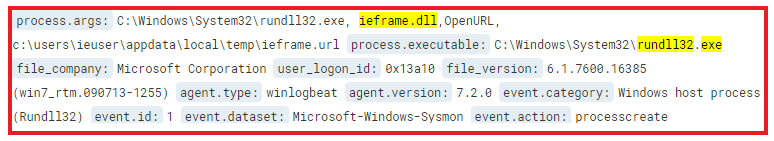 process.args: C:\Windows\System32\rundll32.exe, ieframe.dll,OpenURL,
c:\users\ieuser\appdata\local\temp\ieframe.url process.executable: C:\Windows\System32\rundll32.exe
file_company: Microsoft Corporation user_logon_id: 0x13a10 file_version: 6.1.7600.16385
(win7_rtm.090713-1255) agent.type: winlogbeat agent.version: 7.2.0 event.category: Windows host process
(Rundll32) event.id: 1 event.dataset: Microsoft-Windows-Sysmon event.action: processcreate